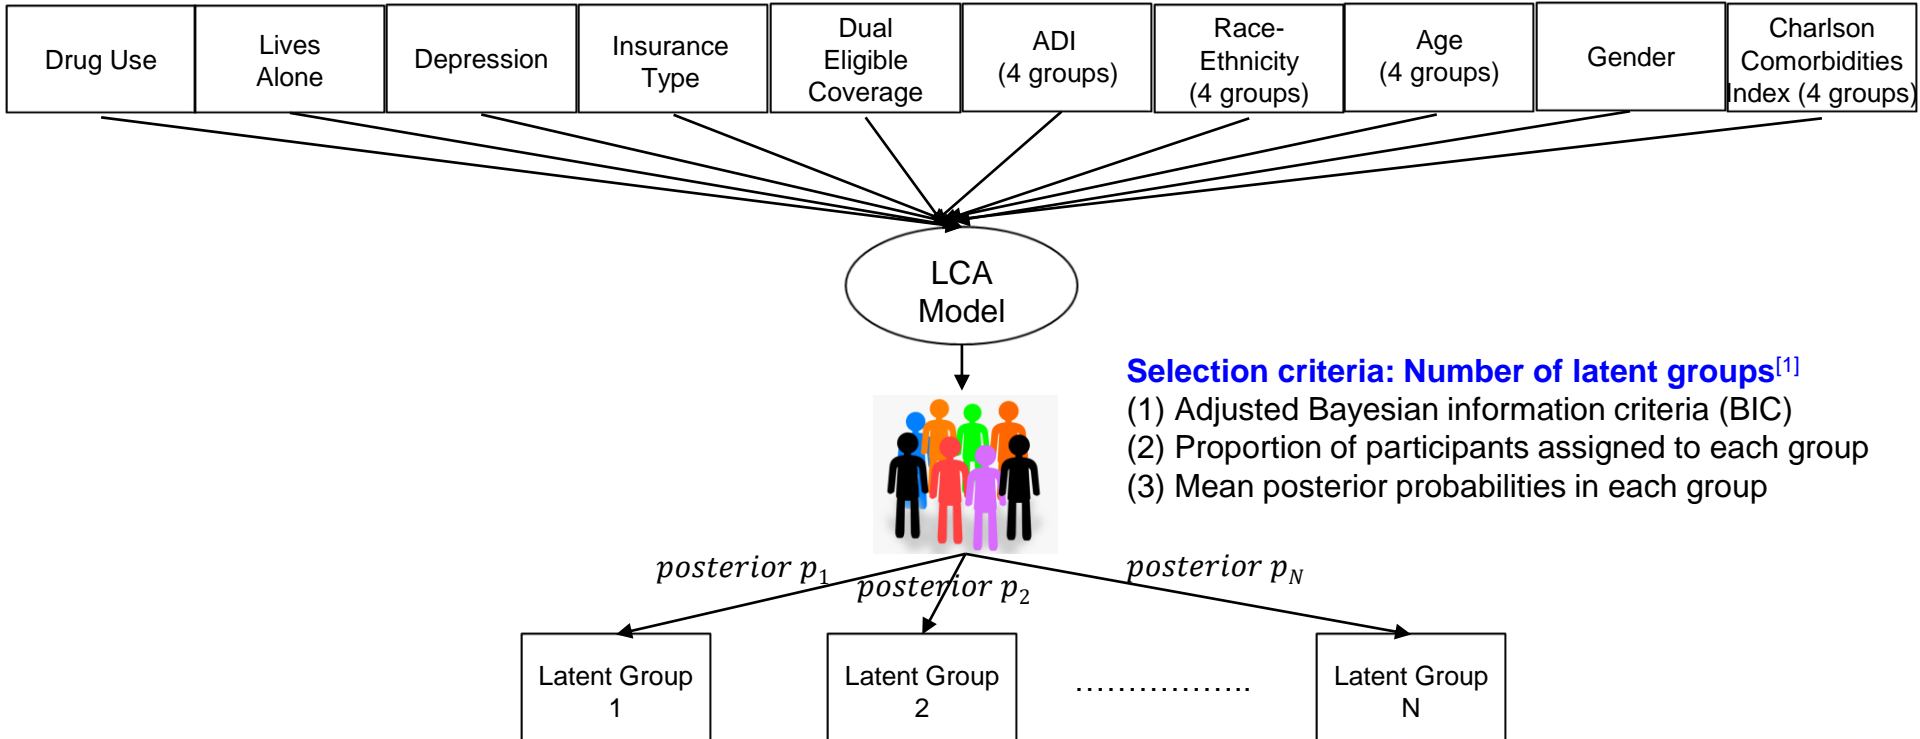 Drug Use
Lives
Alone
Depression
Insurance
Type
Dual
Eligible
Coverage
ADI
(4 groups)
Race-
Ethnicity
(4 groups)
Age
(4 groups)
Gender
Charlson
Comorbidities
Index (4 groups)
LCA
Model
Selection criteria: Number of latent groups[1]
(1) Adjusted Bayesian information criteria (BIC)
(2) Proportion of participants assigned to each group
(3) Mean posterior probabilities in each group
posterior p₁
posterior p₂
posterior p_N
Latent Group
1
Latent Group
2
.................
Latent Group
N